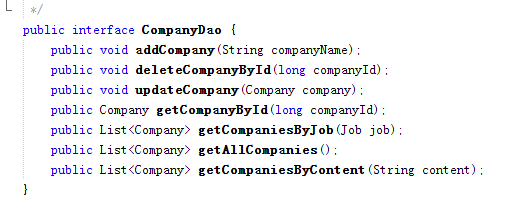 */
public interface CompanyDao {
    public void addCompany(String companyName);
    public void deleteCompanyById(long companyId);
    public void updateCompany(Company company);
    public Company getCompanyById(long companyId);
    public List<Company> getCompaniesByJob(Job job);
    public List<Company> getAllCompanies();
    public List<Company> getCompaniesByContent(String content);
}